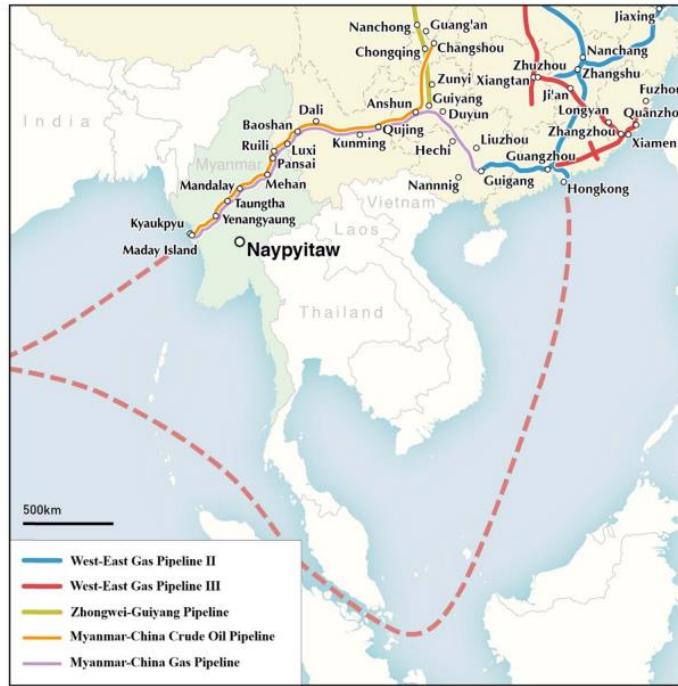 Jiaxing
Nanchong
Guang'an
Chongqing
Changshou
Nanchang
Zhuzhou
Xiangtan
Zhangshu
Zunyi
Ji'an
Fuzhou
Anshun
Guiyang
Duyun
Longyan
Quanzhou
Dali
Baoshan
Zhangzhou
Xiamen
India
Ruili
Luxi
Qujing
Kunming
Hechi
Liuzhou
Guangzhou
Myanmar
Pansai
Mandalay
Mehan
Nannnig
Guigang
Hongkong
Taungtha
Vietnam
Kyaukpyu
Yenangyaung
Laos
Maday Island
Naypyitaw
Thailand
500km
West-East Gas Pipeline II
West-East Gas Pipeline III
Zhongwei-Guiyang Pipeline
Myanmar-China Crude Oil Pipeline
Myanmar-China Gas Pipeline